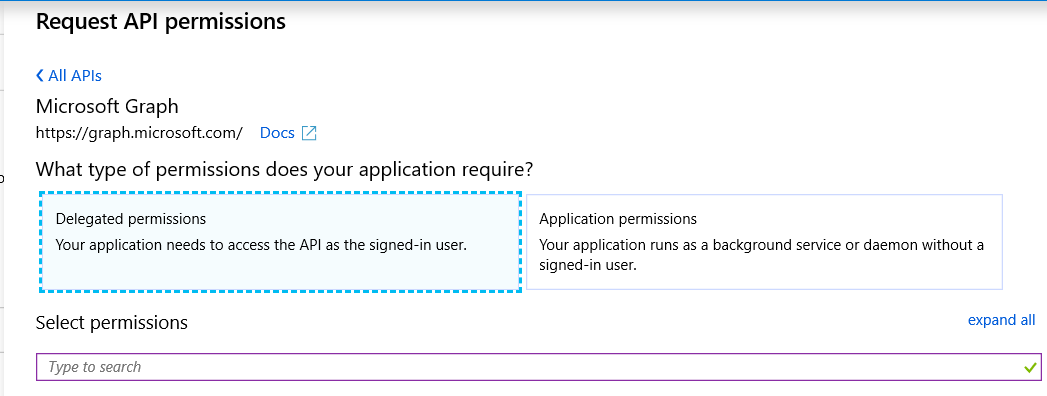 Request API permissions
All APIs
Microsoft Graph
https://graph.microsoft.com/ Docs
What type of permissions does your application require?
Delegated permissions
Your application needs to access the API as the signed-in user.
Application permissions
Your application runs as a background service or daemon without a
signed-in user.
Select permissions
expand all
Type to search